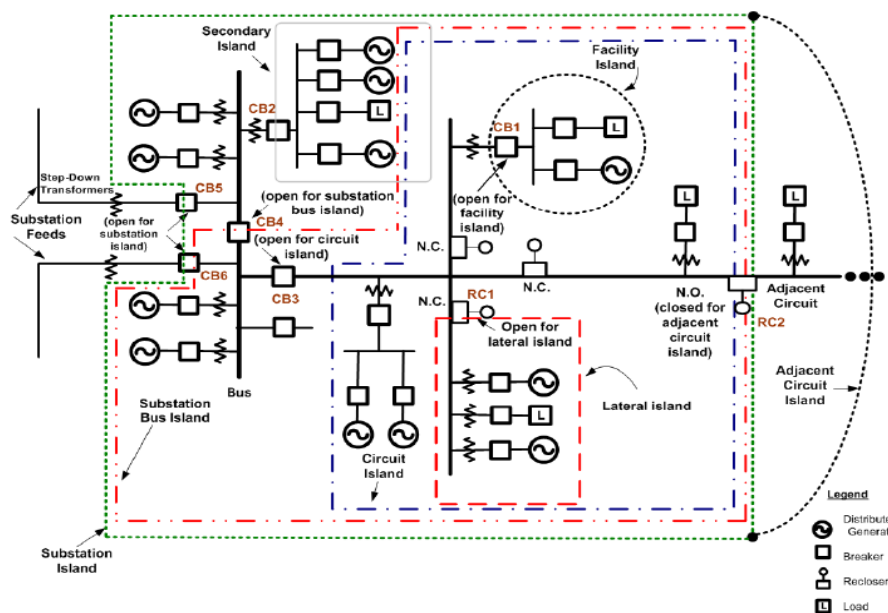 Secondary
Island
Facility
Island
CB2
CB1
L
L
Step-Down
Transformers
CB5
Substation
Feeds
(open for
substation
island)
(open for substation
bus island)
CB4
(open for circuit
island)
(open for
facility
island)
L
L
CB6
CB3
N.C.
N.C.
N.C.
RC1
Open for
lateral island
N.O.
(closed for
adjacent
circuit
island)
Adjacent
Circuit
RC2
Adjacent
Circuit
Island
Bus
Substation
Bus Island
L
Lateral island
Circuit
Island
Substation
Island
Legend
Distribute
Generat
Breaker
Recloser
L
Load